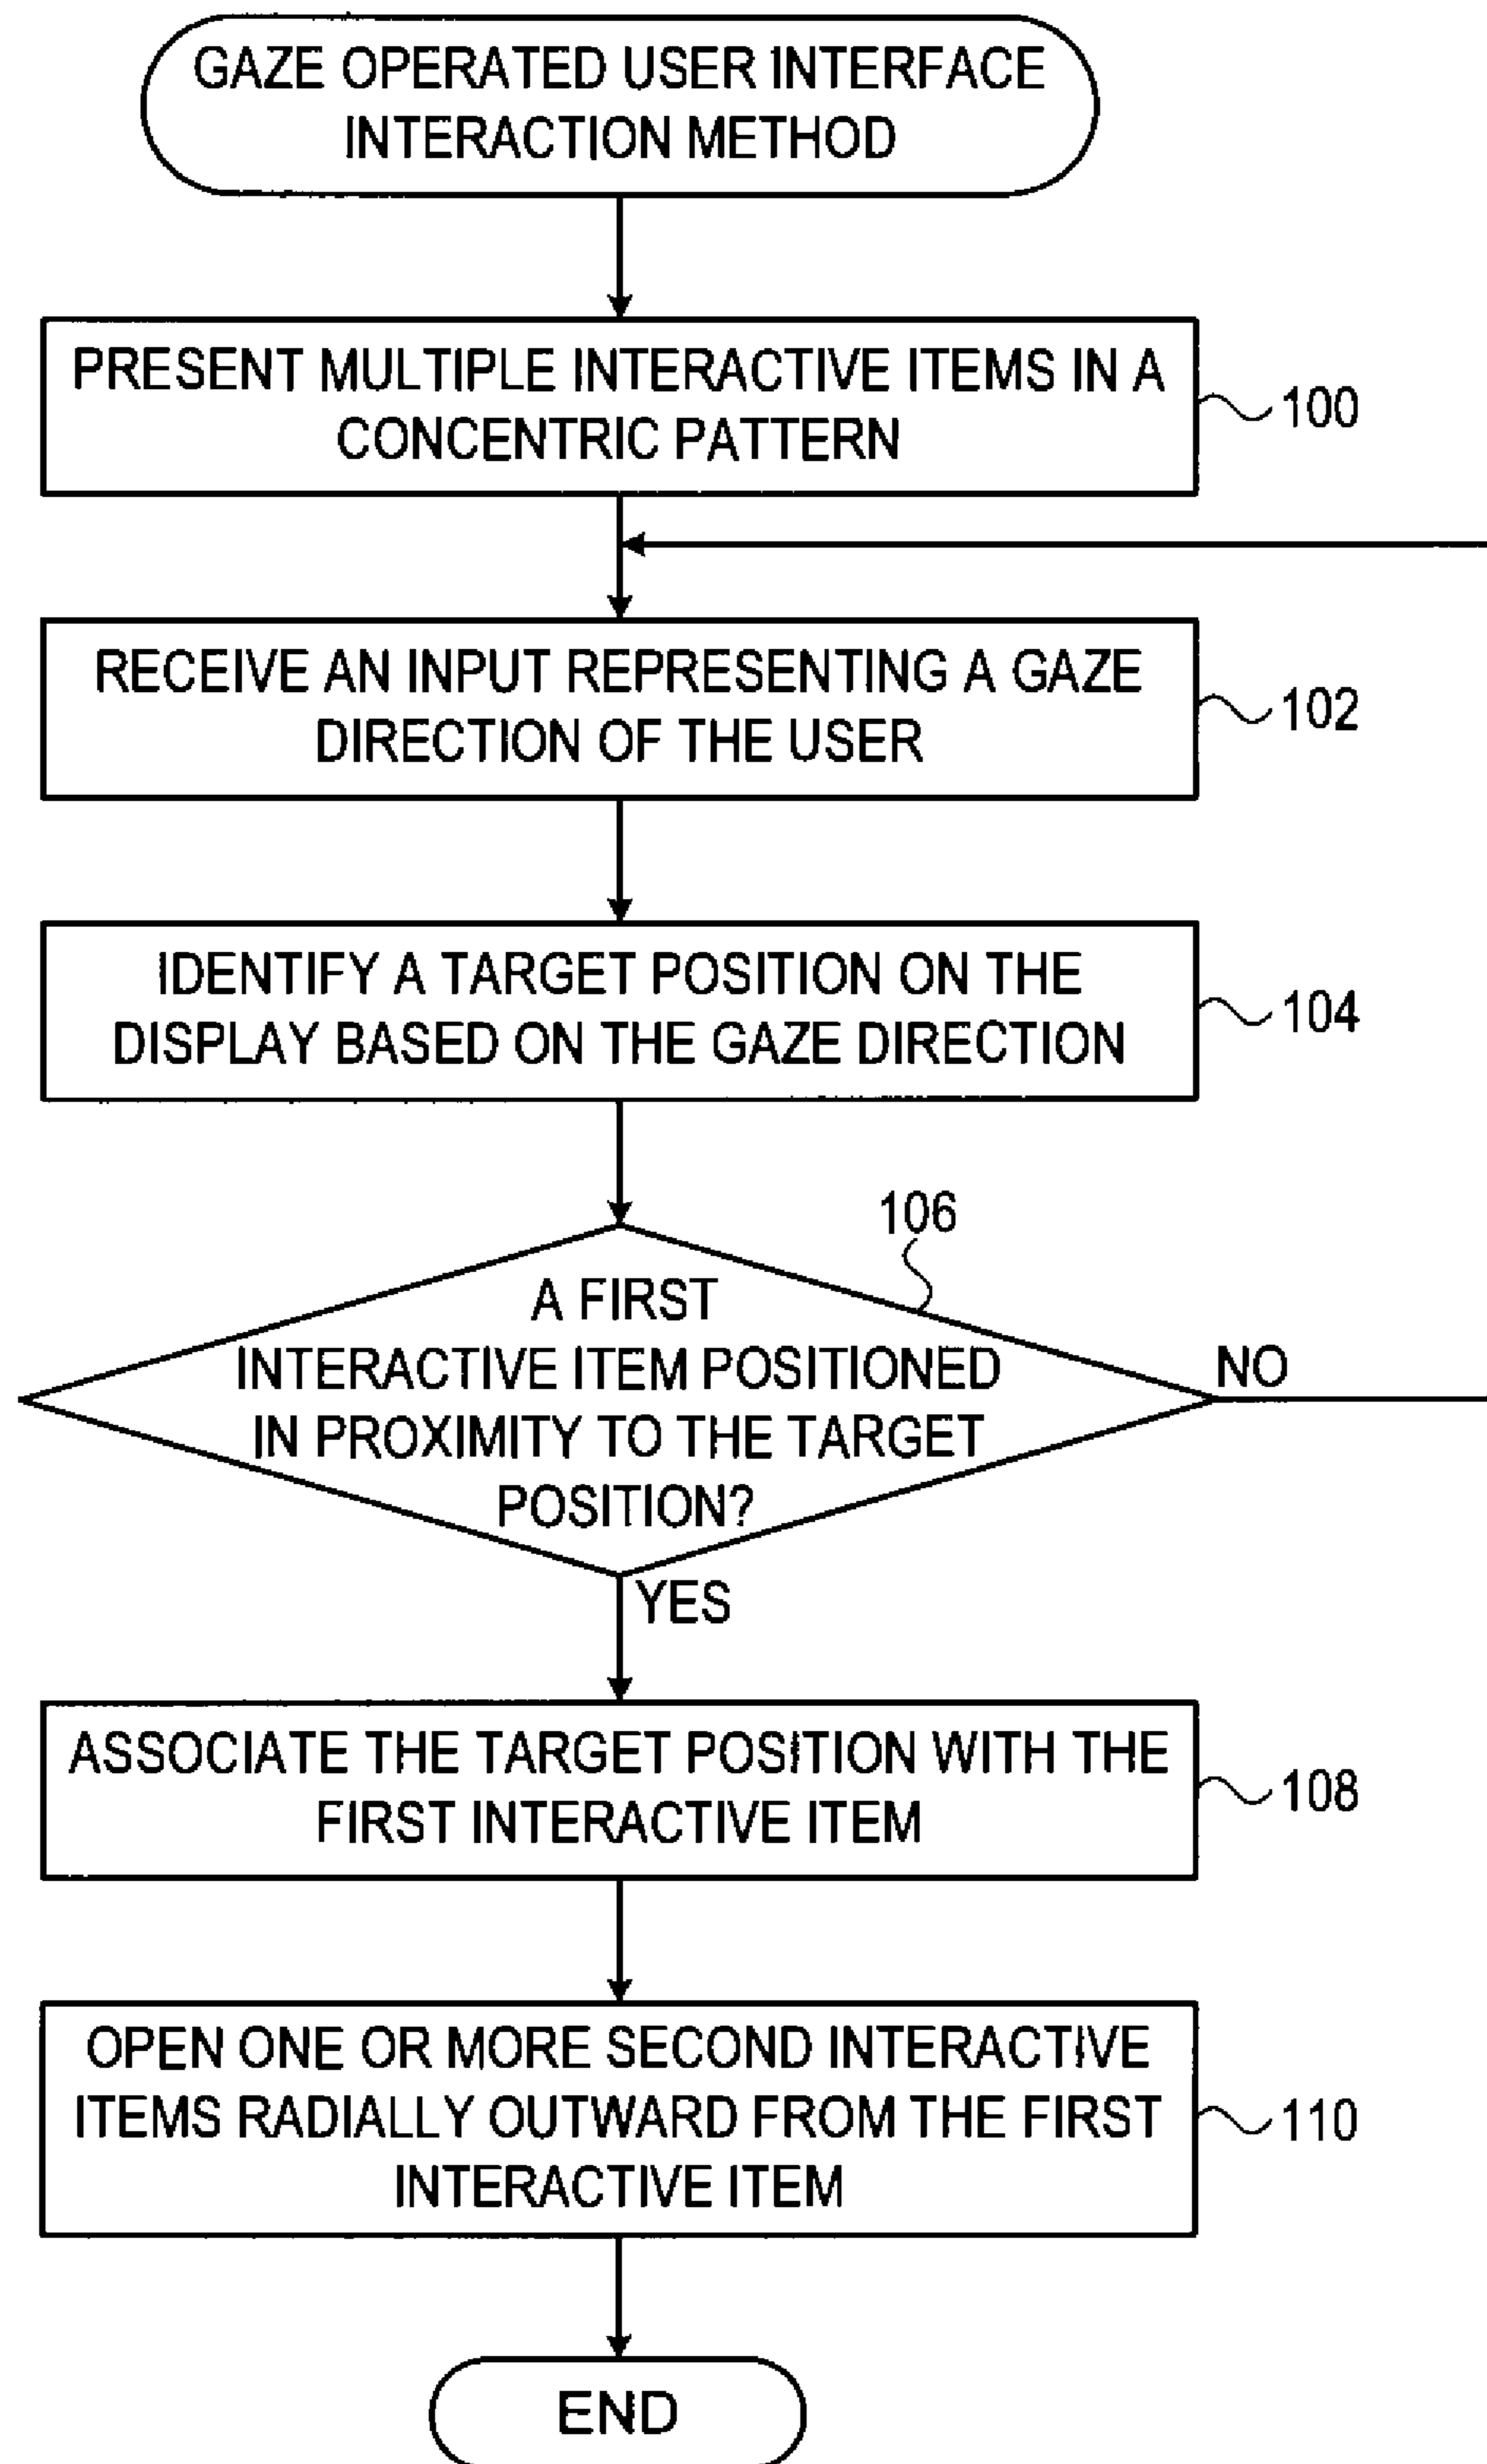 GAZE OPERATED USER INTERFACE
INTERACTION METHOD
PRESENT MULTIPLE INTERACTIVE ITEMS IN A
CONCENTRIC PATTERN
100
RECEIVE AN INPUT REPRESENTING A GAZE
DIRECTION OF THE USER
102
IDENTIFY A TARGET POSITION ON THE
DISPLAY BASED ON THE GAZE DIRECTION
104
106
A FIRST
INTERACTIVE ITEM POSITIONED
IN PROXIMITY TO THE TARGET
POSITION?
NO
YES
ASSOCIATE THE TARGET POSITION WITH THE
FIRST INTERACTIVE ITEM
108
OPEN ONE OR MORE SECOND INTERACTIVE
ITEMS RADIALLY OUTWARD FROM THE FIRST
INTERACTIVE ITEM
110
END